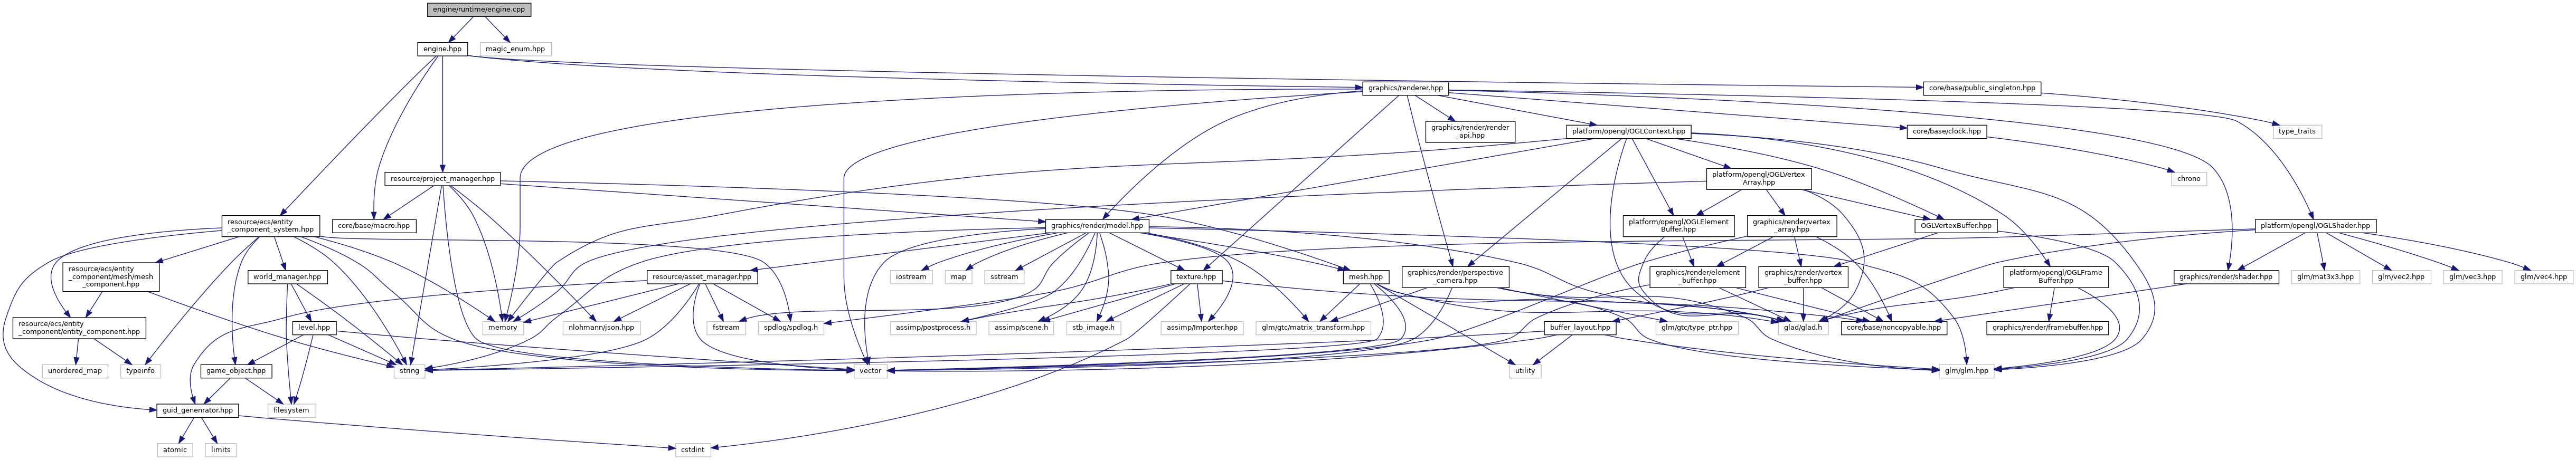 engine/runtime/engine.cpp
engine.hpp
magic_enum.hpp
graphics/renderer.hpp
core/base/public_singleton.hpp
graphics/render/render
_api.hpp
platform/opengl/OGLContext.hpp
core/base/clock.hpp
type_traits
resource/project_manager.hpp
platform/opengl/OGLVertex
Array.hpp
chrono
resource/ecs/entity
_component_system.hpp
core/base/macro.hpp
graphics/render/model.hpp
platform/opengl/OGLElement
Buffer.hpp
graphics/render/vertex
_array.hpp
OGLVertexBuffer.hpp
platform/opengl/OGLShader.hpp
resource/ecs/entity
_component/mesh/mesh
_component.hpp
world_manager.hpp
resource/asset_manager.hpp
iostream
map
sstream
texture.hpp
mesh.hpp
graphics/render/perspective
_camera.hpp
graphics/render/element
_buffer.hpp
graphics/render/vertex
_buffer.hpp
platform/opengl/OGLFrame
Buffer.hpp
graphics/render/shader.hpp
glm/mat3x3.hpp
glm/vec2.hpp
glm/vec3.hpp
glm/vec4.hpp
resource/ecs/entity
_component/entity_component.hpp
level.hpp
memory
nlohmann/json.hpp
fstream
spdlog/spdlog.h
assimp/postprocess.h
assimp/scene.h
stb_image.h
assimp/Importer.hpp
glm/gtc/matrix_transform.hpp
buffer_layout.hpp
glm/gtc/type_ptr.hpp
glad/glad.h
core/base/noncopyable.hpp
graphics/render/framebuffer.hpp
unordered_map
typeinfo
game_object.hpp
string
vector
utility
glm/glm.hpp
guid_genenrator.hpp
filesystem
atomic
limits
cstdint